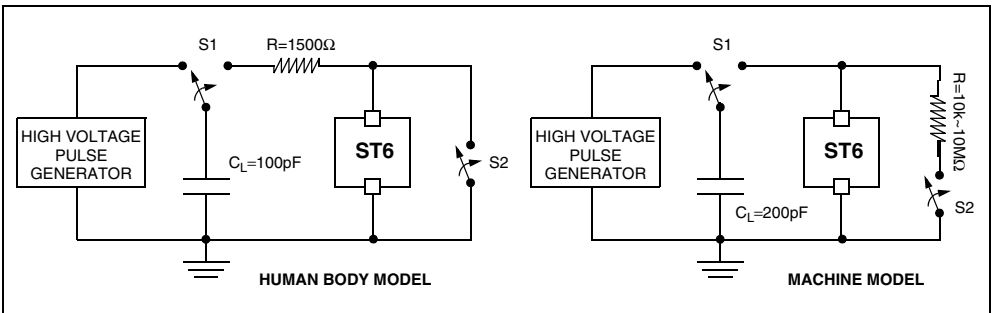 S1
R=1500Ω
HIGH VOLTAGE
PULSE
GENERATOR
C_L=100pF
ST6
S2
HUMAN BODY MODEL
S1
R=10k~10MΩ
HIGH VOLTAGE
PULSE
GENERATOR
C_L=200pF
ST6
S2
MACHINE MODEL